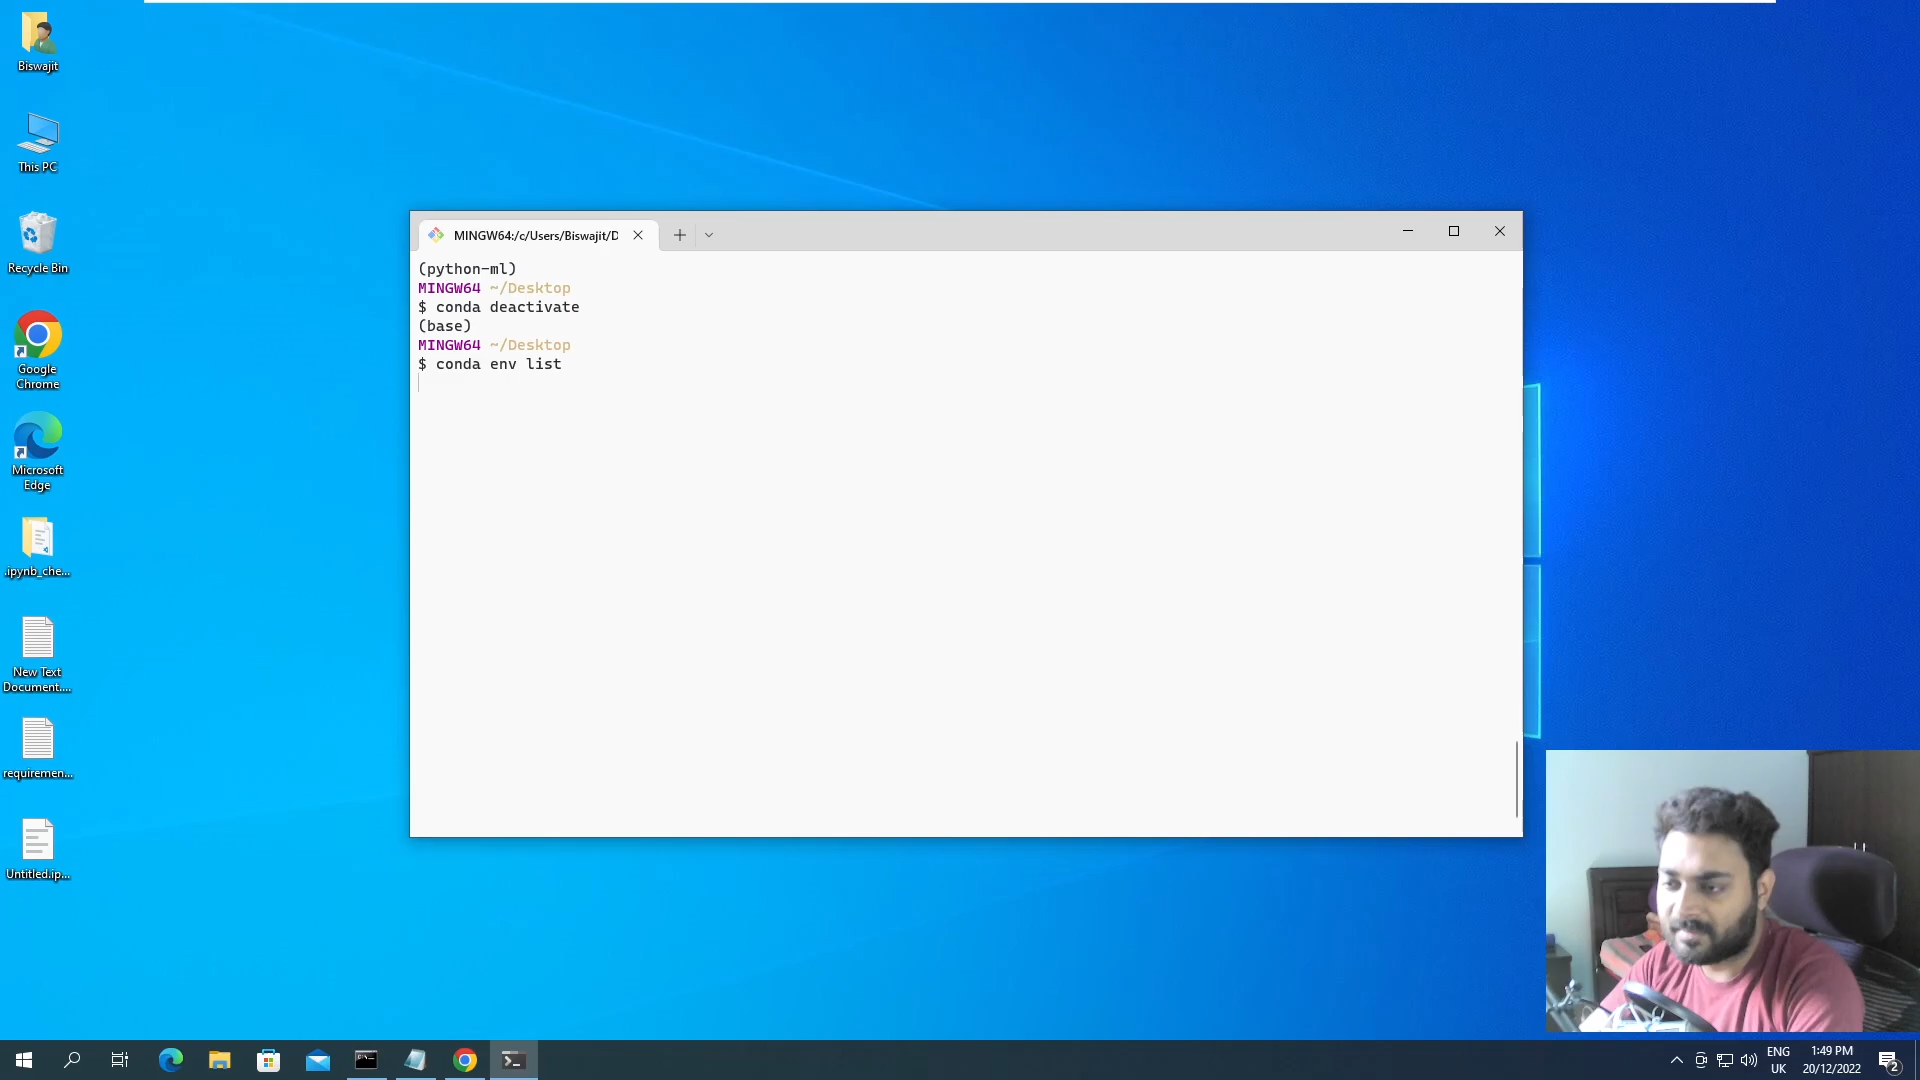 Biswajit
This PC
Recycle Bin
Google
Chrome
Microsoft
Edge
.ipynb_che...
New Text
Document....
requiremen...
Untitled.ip...
MINGW64:/c/Users/Biswajit/D
(python-ml)
MINGW64 ~/Desktop
$ conda deactivate
(base)
MINGW64 ~/Desktop
$ conda env list
ENG
UK
1:49 PM
20/12/2022
2